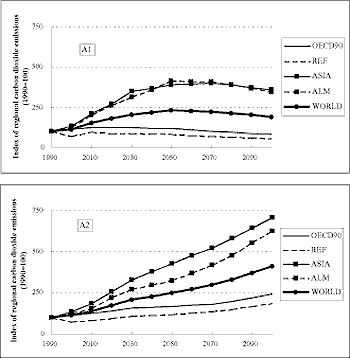 Index of regional carbon dioxide emissions
(1990=100)
750
500
250
0
A1
1990
2010
2030
2050
2070
2090
OECD90
REF
ASIA
ALM
WORLD
Index of regional carbon dioxide emissions
(1990=100)
750
500
250
0
A2
1990
2010
2030
2050
2070
2090
OECD90
REF
ASIA
ALM
WORLD